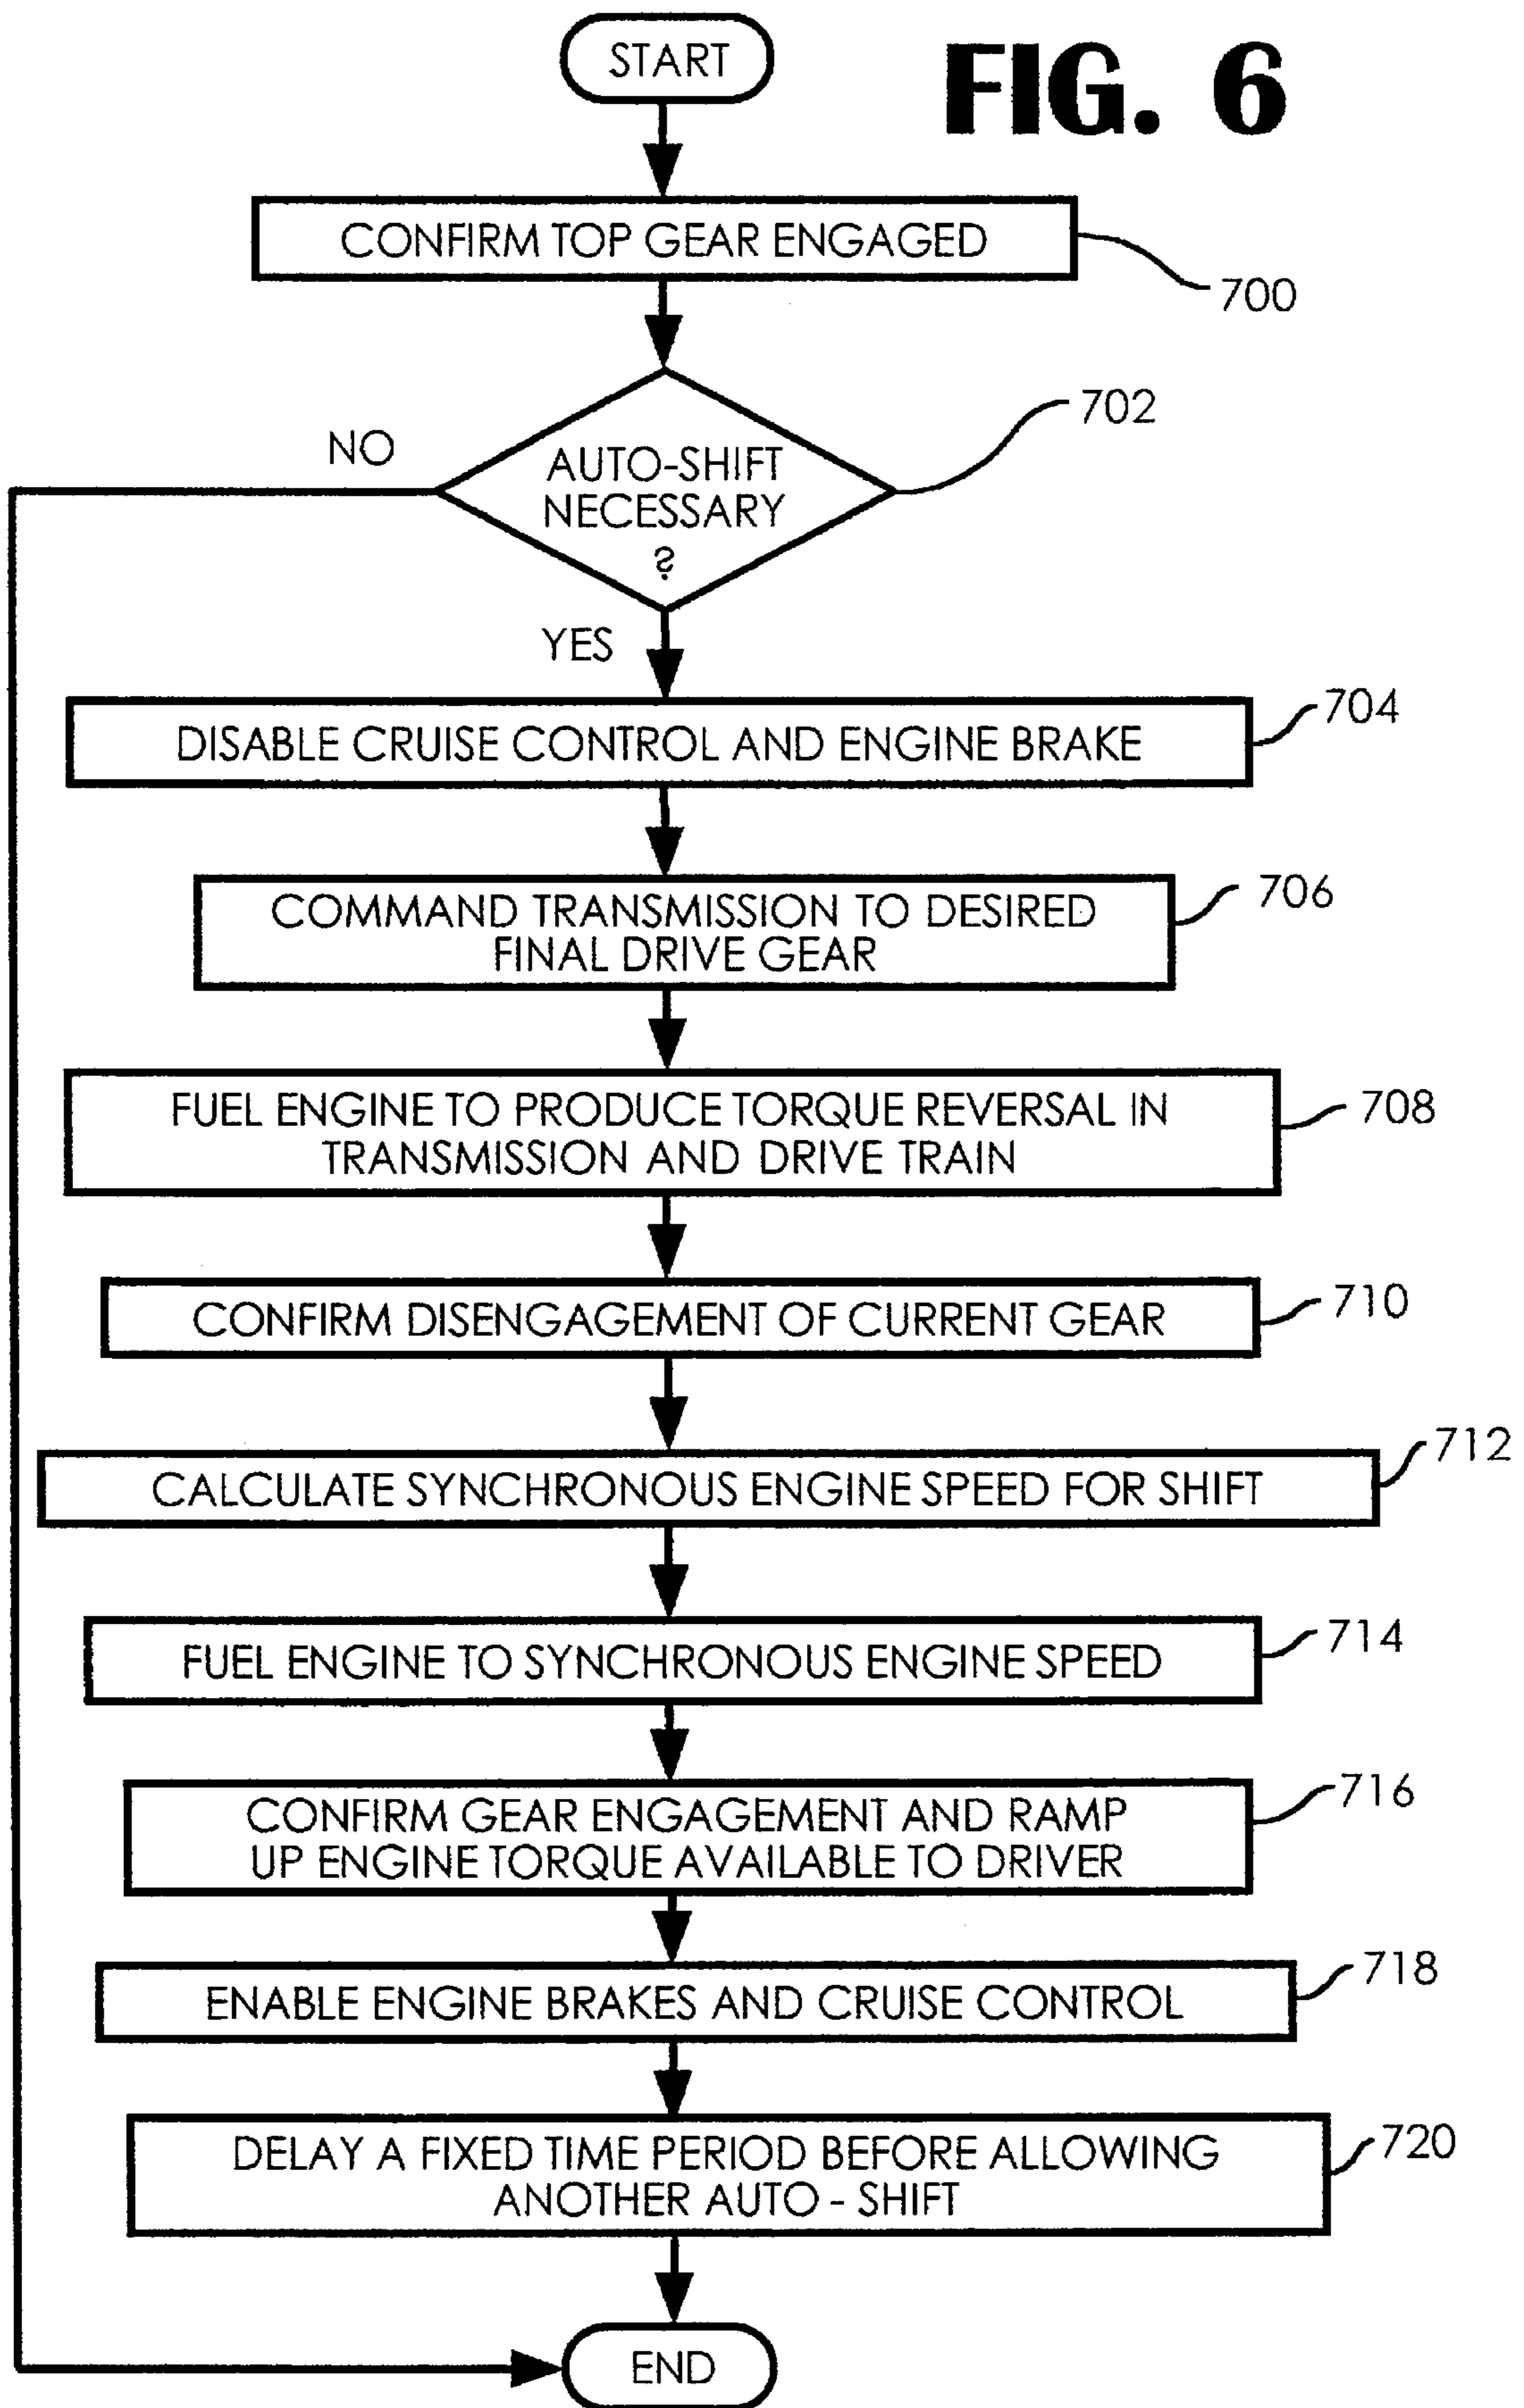 START
FIG. 6
CONFIRM TOP GEAR ENGAGED
700
702
NO
AUTO-SHIFT
NECESSARY
?
YES
704
DISABLE CRUISE CONTROL AND ENGINE BRAKE
706
COMMAND TRANSMISSION TO DESIRED
FINAL DRIVE GEAR
708
FUEL ENGINE TO PRODUCE TORQUE REVERSAL IN
TRANSMISSION AND DRIVE TRAIN
710
CONFIRM DISENGAGEMENT OF CURRENT GEAR
712
CALCULATE SYNCHRONOUS ENGINE SPEED FOR SHIFT
714
FUEL ENGINE TO SYNCHRONOUS ENGINE SPEED
716
CONFIRM GEAR ENGAGEMENT AND RAMP
UP ENGINE TORQUE AVAILABLE TO DRIVER
718
ENABLE ENGINE BRAKES AND CRUISE CONTROL
720
DELAY A FIXED TIME PERIOD BEFORE ALLOWING
ANOTHER AUTO - SHIFT
END